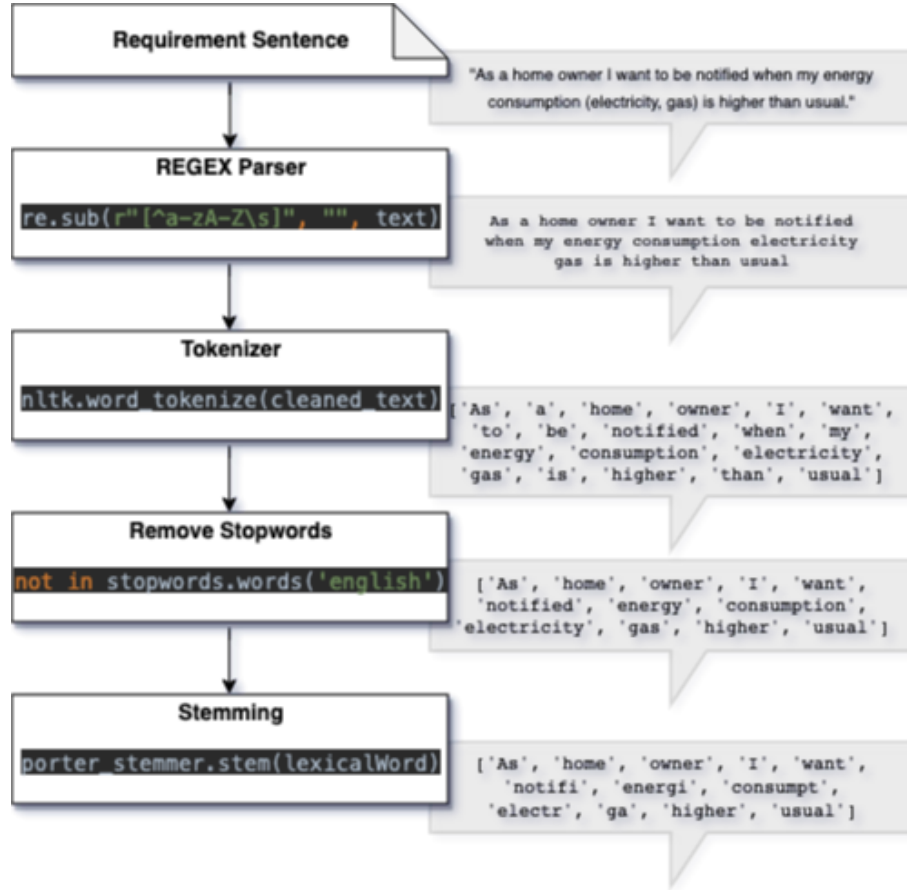 Requirement Sentence
"As a home owner I want to be notified when my energy
consumption (electricity, gas) is higher than usual."
REGEX Parser
re.sub(r"[^a-zA-Z\s]", "", text)
As a home owner I want to be notified
when my energy consumption electricity
gas is higher than usual
Tokenizer
nltk.word_tokenize(cleaned_text)
['As', 'a', 'home', 'owner', 'I', 'want',
'to', 'be', 'notified', 'when', 'my',
'energy', 'consumption', 'electricity',
'gas', 'is', 'higher', 'than', 'usual']
Remove Stopwords
not in stopwords.words('english')
['As', 'home', 'owner', 'I', 'want',
'notified', 'energy', 'consumption',
'electricity', 'gas', 'higher', 'usual']
Stemming
porter_stemmer.stem(lexicalWord)
['As', 'home', 'owner', 'I', 'want',
'notifi', 'energi', 'consumpt',
'electr', 'ga', 'higher', 'usual']